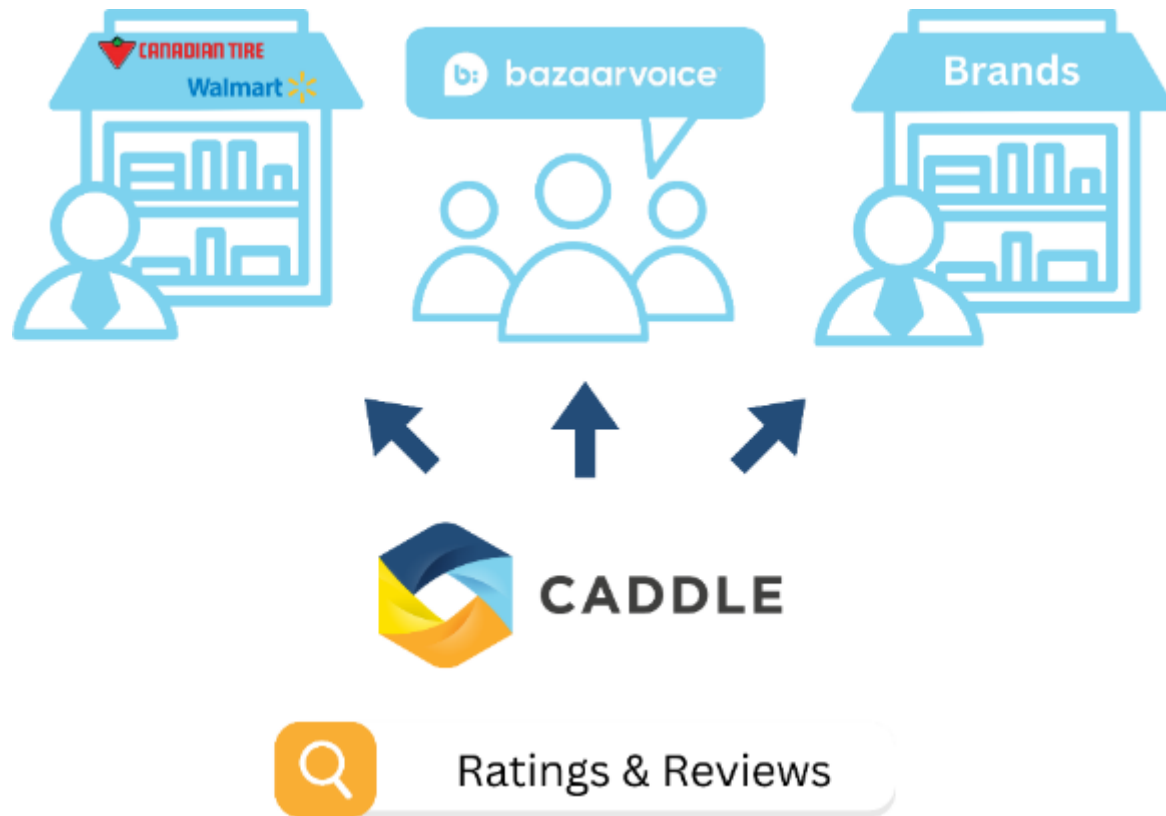 CANADIAN TIRE
Walmart
b: bazaarvoice
Brands
CADDLE
Ratings & Reviews